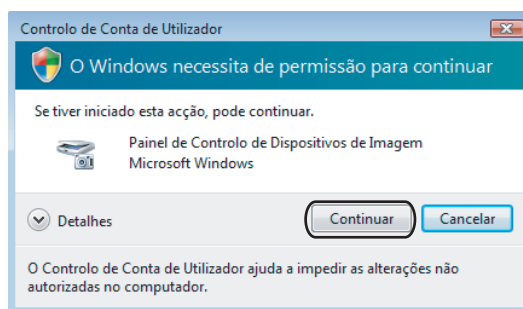 Controlo de Conta de Utilizador
O Windows necessita de permissão para continuar
Se tiver iniciado esta acção, pode continuar.
Painel de Controlo de Dispositivos de Imagem
Microsoft Windows
Detalhes
Continuar
Cancelar
O Controlo de Conta de Utilizador ajuda a impedir as alterações não
autorizadas no computador.